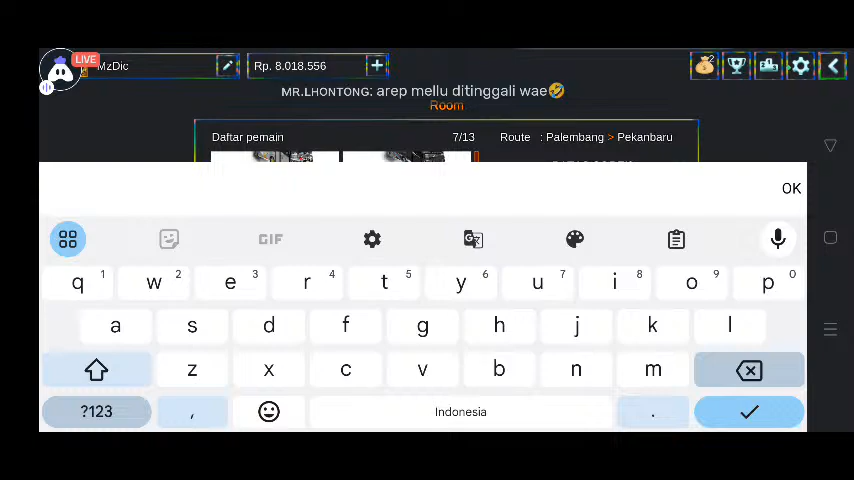 LIVE
MzDic
Rp. 8.018.556
2
MR.LHONTONG: arep mellu ditinggali wae🤣
Room
Daftar pemain 7/13 Route : Palembang > Pekanbaru
OK
GIF
q 1 w 2 e 3 r 4 t 5 y 6 u 7 i 8 o 9 p 0
a s d f g h j k l
z x c v b n m
?123 , Indonesia .